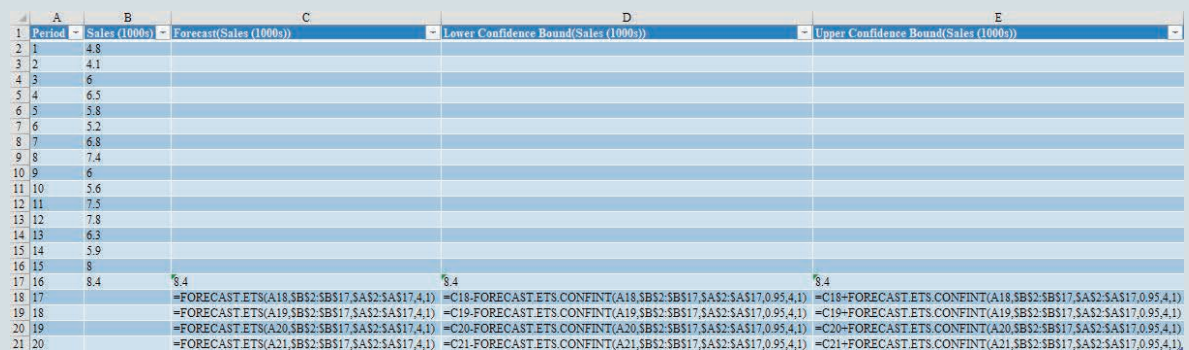 A B C D E
1 Period Sales (1000s) Forecast(Sales (1000s)) Lower Confidence Bound(Sales (1000s)) Upper Confidence Bound(Sales (1000s))
2 1 4.8
3 2 4.1
4 3 6
5 4 6.5
6 5 5.8
7 6 5.2
8 7 6.8
9 8 7.4
10 9 6
11 10 5.6
12 11 7.5
13 12 7.8
14 13 6.3
15 14 5.9
16 15 8
17 16 8.4 8.4 8.4 8.4
18 17 =FORECAST.ETS(A18,$B$2:$B$17,$A$2:$A$17,4,1) =C18-FORECAST.ETS.CONFINT(A18,$B$2:$B$17,$A$2:$A$17,0.95,4,1) =C18+FORECAST.ETS.CONFINT(A18,$B$2:$B$17,$A$2:$A$17,0.95,4,1)
19 18 =FORECAST.ETS(A19,$B$2:$B$17,$A$2:$A$17,4,1) =C19-FORECAST.ETS.CONFINT(A19,$B$2:$B$17,$A$2:$A$17,0.95,4,1) =C19+FORECAST.ETS.CONFINT(A19,$B$2:$B$17,$A$2:$A$17,0.95,4,1)
20 19 =FORECAST.ETS(A20,$B$2:$B$17,$A$2:$A$17,4,1) =C20-FORECAST.ETS.CONFINT(A20,$B$2:$B$17,$A$2:$A$17,0.95,4,1) =C20+FORECAST.ETS.CONFINT(A20,$B$2:$B$17,$A$2:$A$17,0.95,4,1)
21 20 =FORECAST.ETS(A21,$B$2:$B$17,$A$2:$A$17,4,1) =C21-FORECAST.ETS.CONFINT(A21,$B$2:$B$17,$A$2:$A$17,0.95,4,1) =C21+FORECAST.ETS.CONFINT(A21,$B$2:$B$17,$A$2:$A$17,0.95,4,1)